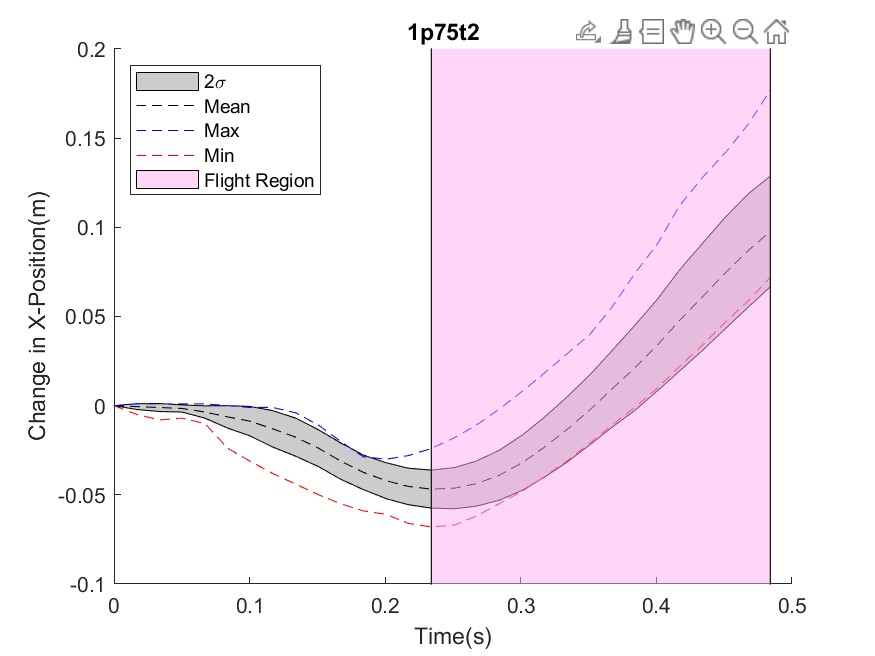 1p75t2
0.2
0.15
0.1
0.05
0
-0.05
-0.1
Change in X-Position(m)
2σ
Mean
Max
Min
Flight Region
0
0.1
0.2
0.3
0.4
0.5
Time(s)